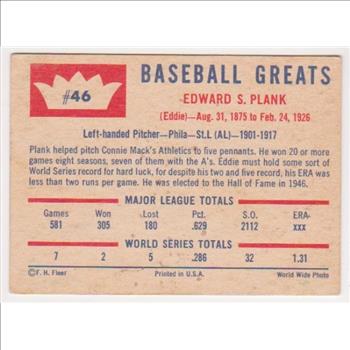 #46
BASEBALL GREATS
EDWARD S. PLANK
(Eddie)—Aug. 31, 1875 to Feb. 24, 1926
Left-handed Pitcher—Phila—St.L (AL)—1901-1917
Plank helped pitch Connie Mack's Athletics to five pennants. He won 20 or more
games eight seasons, seven of them with the A's. Eddie must hold some sort of
World Series record for hard luck, for despite his two and five record, his ERA was
less than two runs per game. He was elected to the Hall of Fame in 1946.
MAJOR LEAGUE TOTALS
Games Won Lost Pct. S.O. ERA
581 305 180 .629 2112 xxx
WORLD SERIES TOTALS
7 2 5 .286 32 1.31
©F. H. Fleer Printed in U.S.A. World Wide Photo